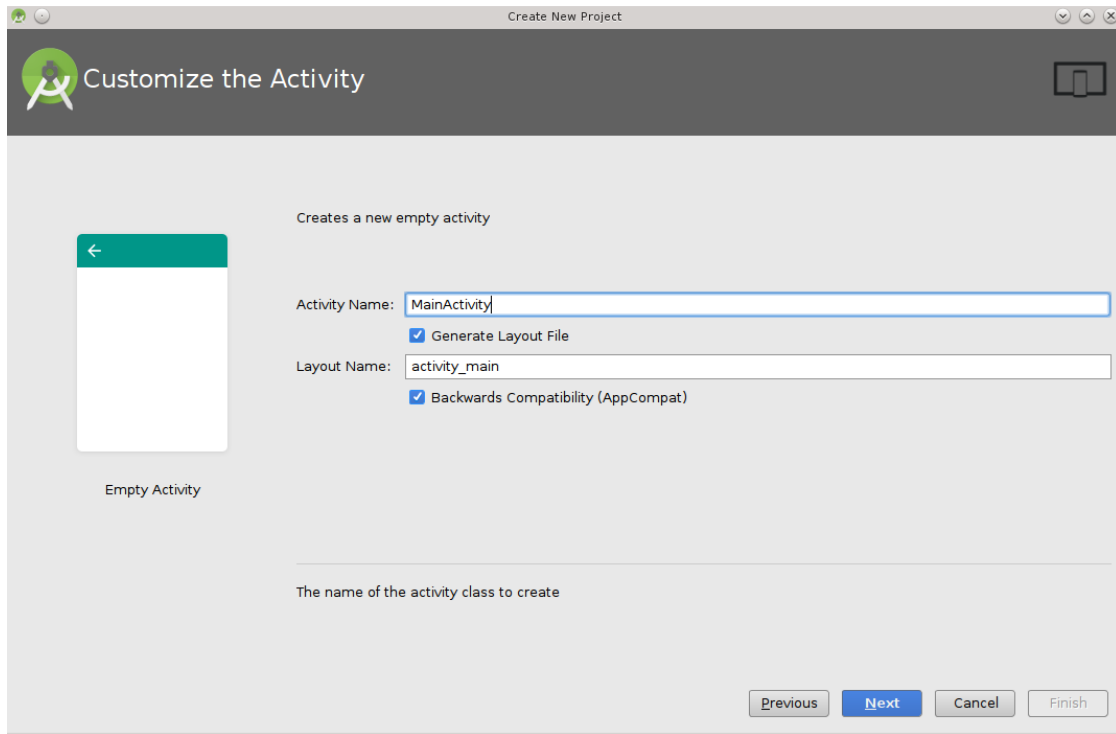 Create New Project
Customize the Activity
Creates a new empty activity
Activity Name: MainActivity
Generate Layout File
Layout Name: activity_main
Backwards Compatibility (AppCompat)
Empty Activity
The name of the activity class to create
Previous Next Cancel Finish